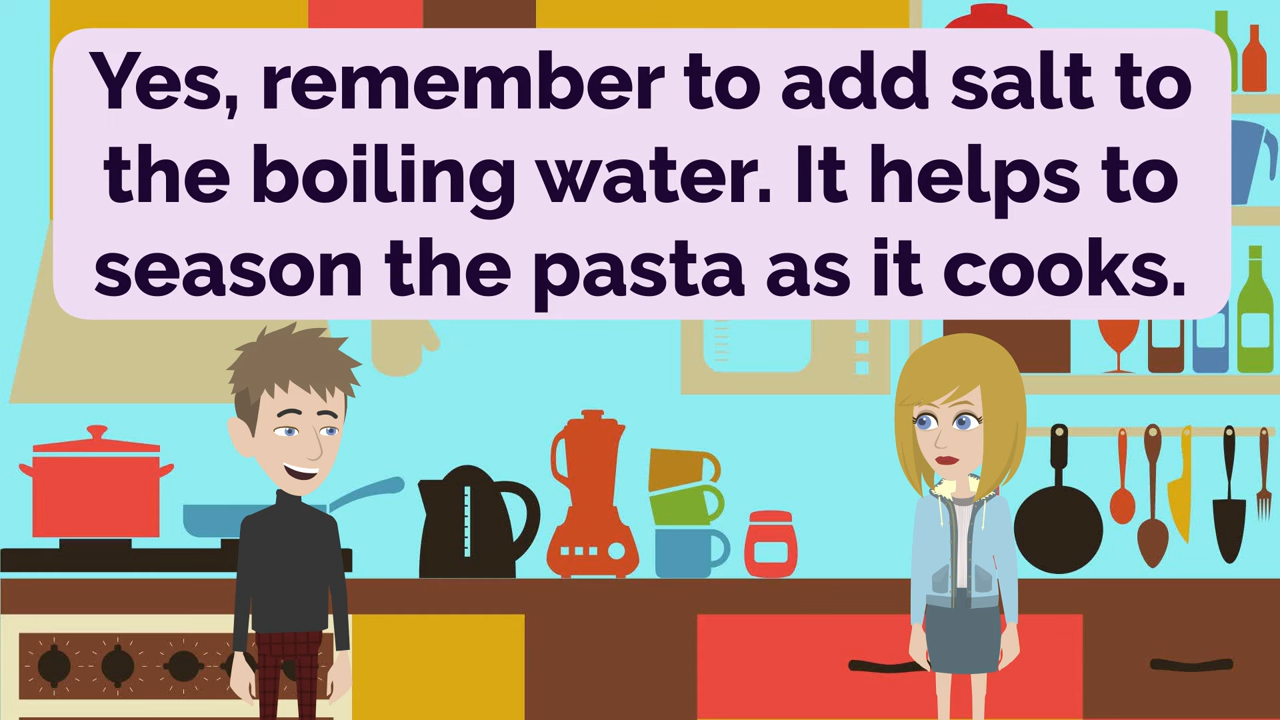 Yes, remember to add salt to
the boiling water. It helps to
season the pasta as it cooks.